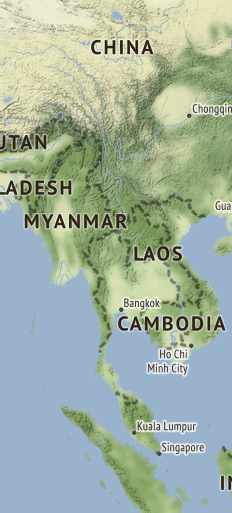 CHINA
Chongqin
UTAN
LADESH
Gua
MYANMAR
LAOS
Bangkok
CAMBODIA
Ho Chi
Minh City
Kuala Lumpur
Singapore
IN